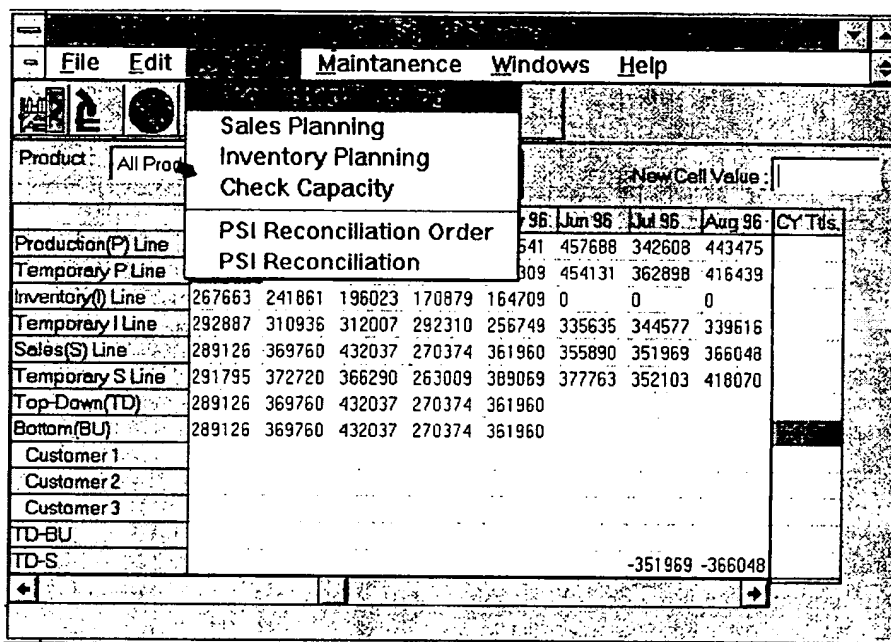 File Edit Maintanence Windows Help
Sales Planning
Inventory Planning
Check Capacity
PSI Reconciliation Order
PSI Reconciliation
Product : All Prod
New Cell Value :
96 Jun 96 Jul 96 Aug 96 CY Ttls.
Production(P) Line 541 457688 342608 443475
Temporary P Line 309 454131 362898 416439
Inventory(I) Line 267663 241861 196023 170879 164709 0 0 0
Temporary I Line 292887 310936 312007 292310 256749 335635 344577 339616
Sales(S) Line 289126 369760 432037 270374 361960 355890 351969 366048
Temporary S Line 291795 372720 366290 263009 389069 377763 352103 418070
Top-Down(TD) 289126 369760 432037 270374 361960
Bottom(BU) 289126 369760 432037 270374 361960
Customer 1
Customer 2
Customer 3
TD-BU
TD-S -351969 -366048